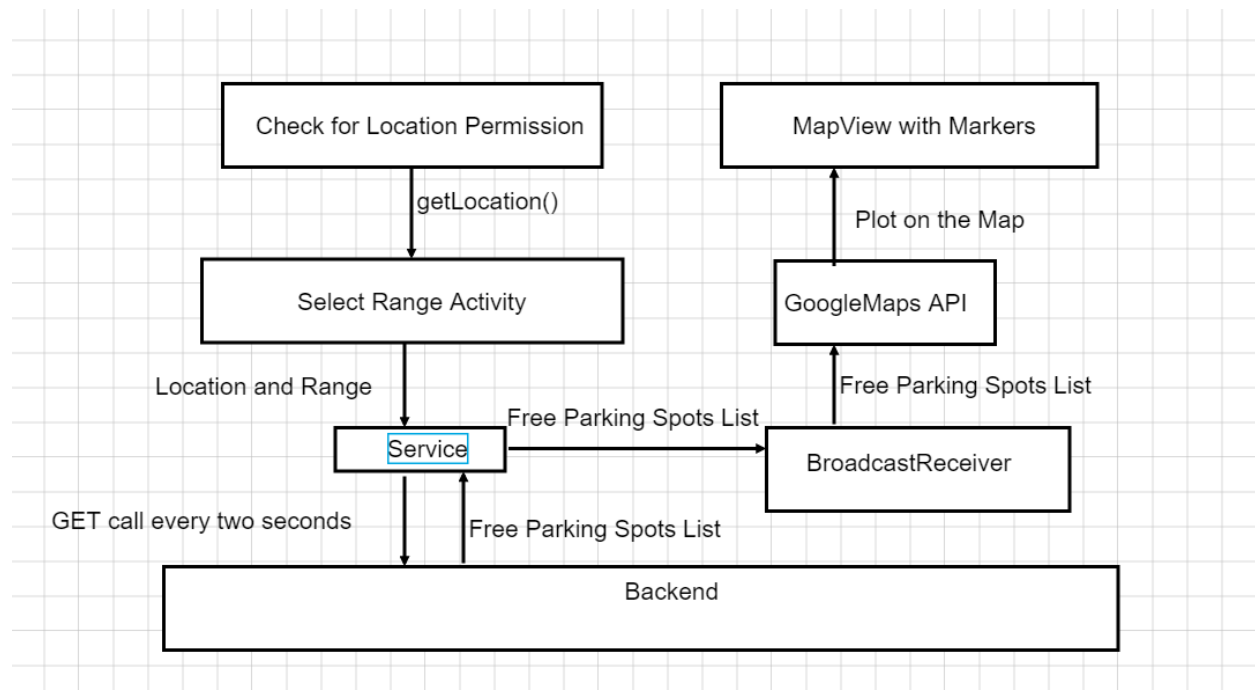 Check for Location Permission
MapView with Markers
getLocation()
Plot on the Map
Select Range Activity
GoogleMaps API
Location and Range
Free Parking Spots List
Free Parking Spots List
Service
BroadcastReceiver
GET call every two seconds
Free Parking Spots List
Backend